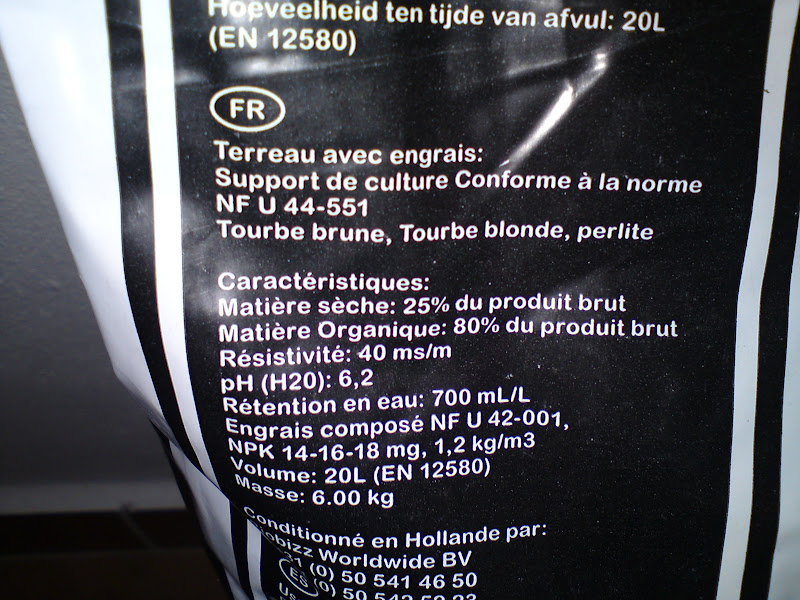 Hoeveelheid ten tijde van afvul: 20L
(EN 12580)
FR
Terreau avec engrais:
Support de culture Conforme à la norme
NF U 44-551
Tourbe brune, Tourbe blonde, perlite
Caractéristiques:
Matière sèche: 25% du produit brut
Matière Organique: 80% du produit brut
Résistivité: 40 ms/m
pH (H20): 6,2
Rétention en eau: 700 mL/L
Engrais composé NF U 42-001,
NPK 14-16-18 mg, 1,2 kg/m3
Volume: 20L (EN 12580)
Masse: 6.00 kg
Conditionné en Hollande par:
Worldwide BV
(0) 50 541 46 50
ES (0) 50